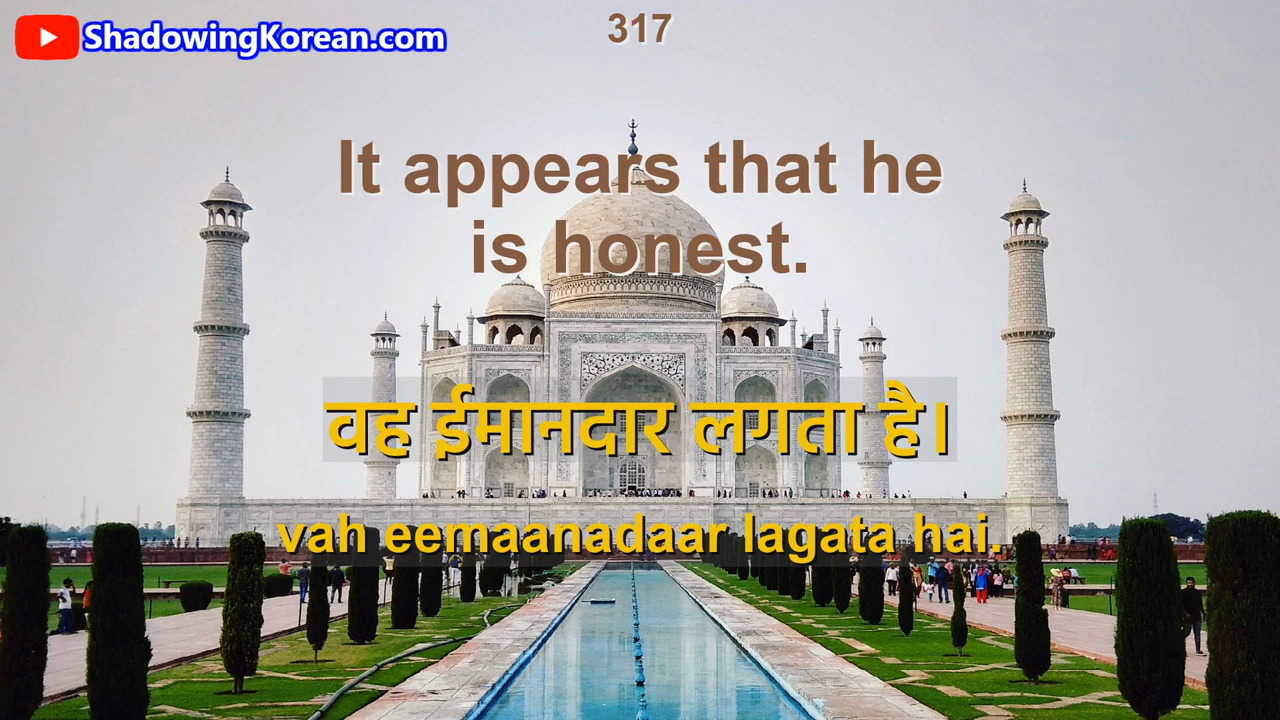 ShadowingKorean.com
317
It appears that he
is honest.
वह ईमानदार लगता है।
vah eemaanadaar lagata hai.